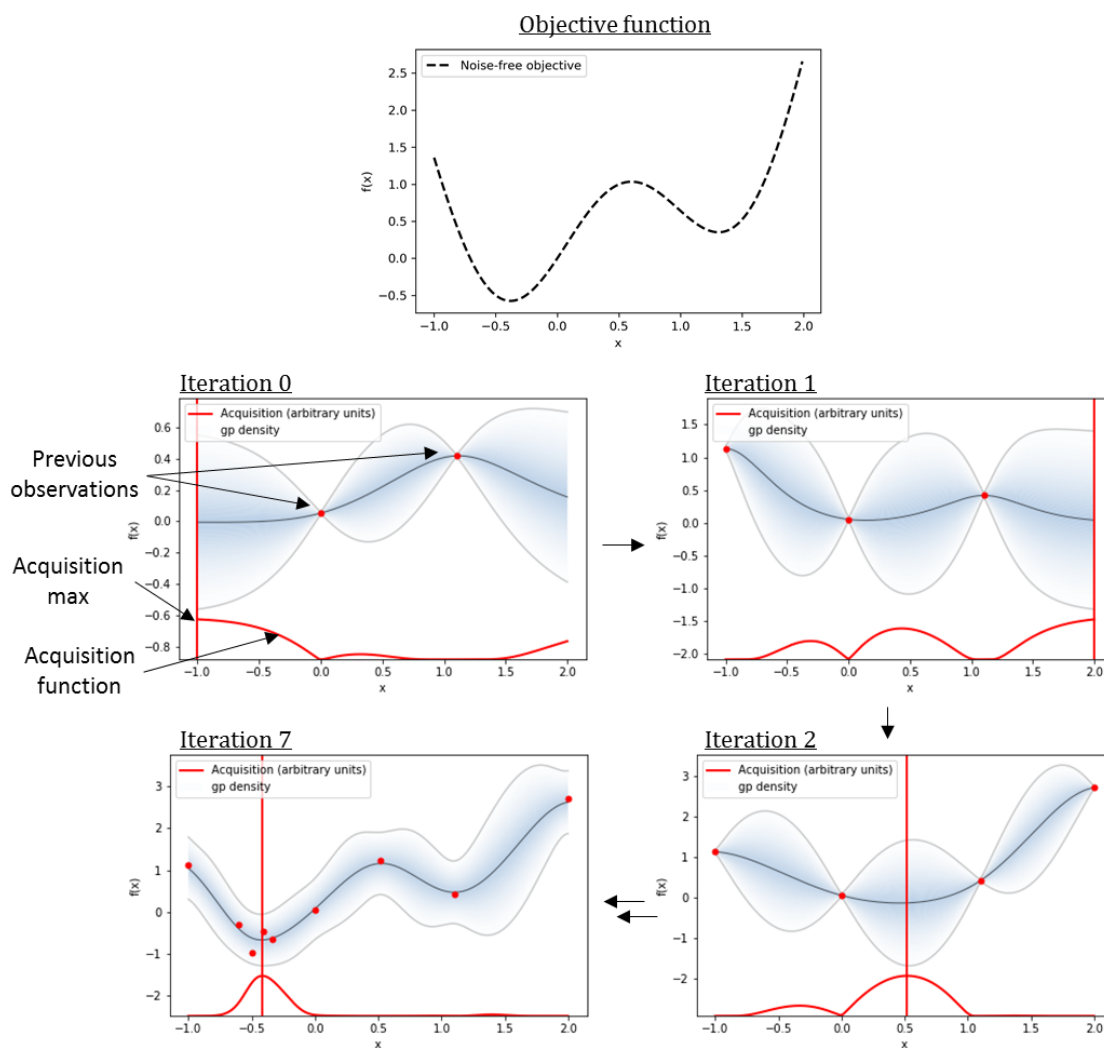 Objective function
Noise-free objective
2.5
2.0
1.5
1.0
0.5
0.0
−0.5
f(x)
−1.0 −0.5 0.0 0.5 1.0 1.5 2.0
x
Iteration 0
Acquisition (arbitrary units)
gp density
0.6
0.4
0.2
0.0
−0.2
−0.4
−0.6
−0.8
f(x)
−1.0 −0.5 0.0 0.5 1.0 1.5 2.0
x
Previous
observations
Acquisition
max
Acquisition
function
Iteration 1
Acquisition (arbitrary units)
gp density
1.5
1.0
0.5
0.0
−0.5
−1.0
−1.5
−2.0
f(x)
−1.0 −0.5 0.0 0.5 1.0 1.5 2.0
x
Iteration 7
Acquisition (arbitrary units)
gp density
3
2
1
0
−1
−2
f(x)
−1.0 −0.5 0.0 0.5 1.0 1.5 2.0
x
Iteration 2
Acquisition (arbitrary units)
gp density
3
2
1
0
−1
−2
f(x)
−1.0 −0.5 0.0 0.5 1.0 1.5 2.0
x